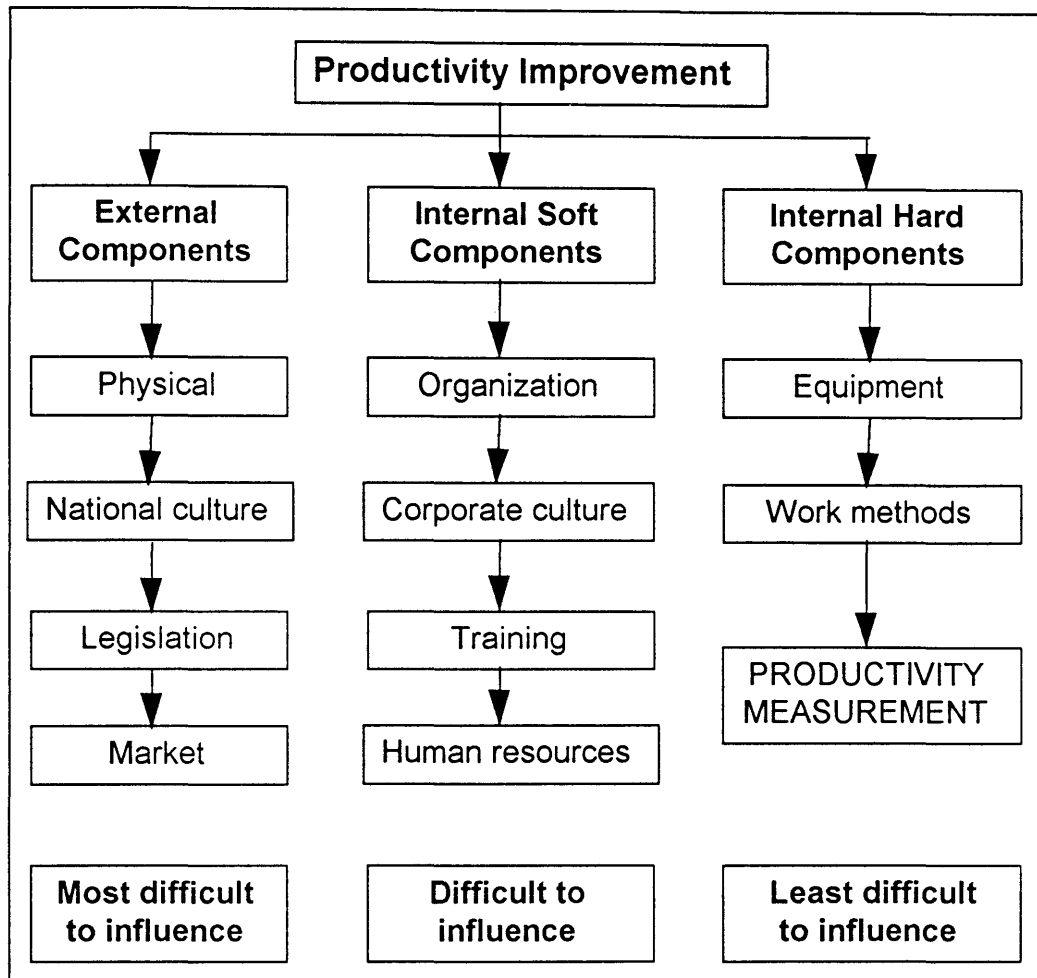 Productivity Improvement
External
Components
Internal Soft
Components
Internal Hard
Components
Physical
Organization
Equipment
National culture
Corporate culture
Work methods
Legislation
Training
PRODUCTIVITY
MEASUREMENT
Market
Human resources
Most difficult
to influence
Difficult to
influence
Least difficult
to influence